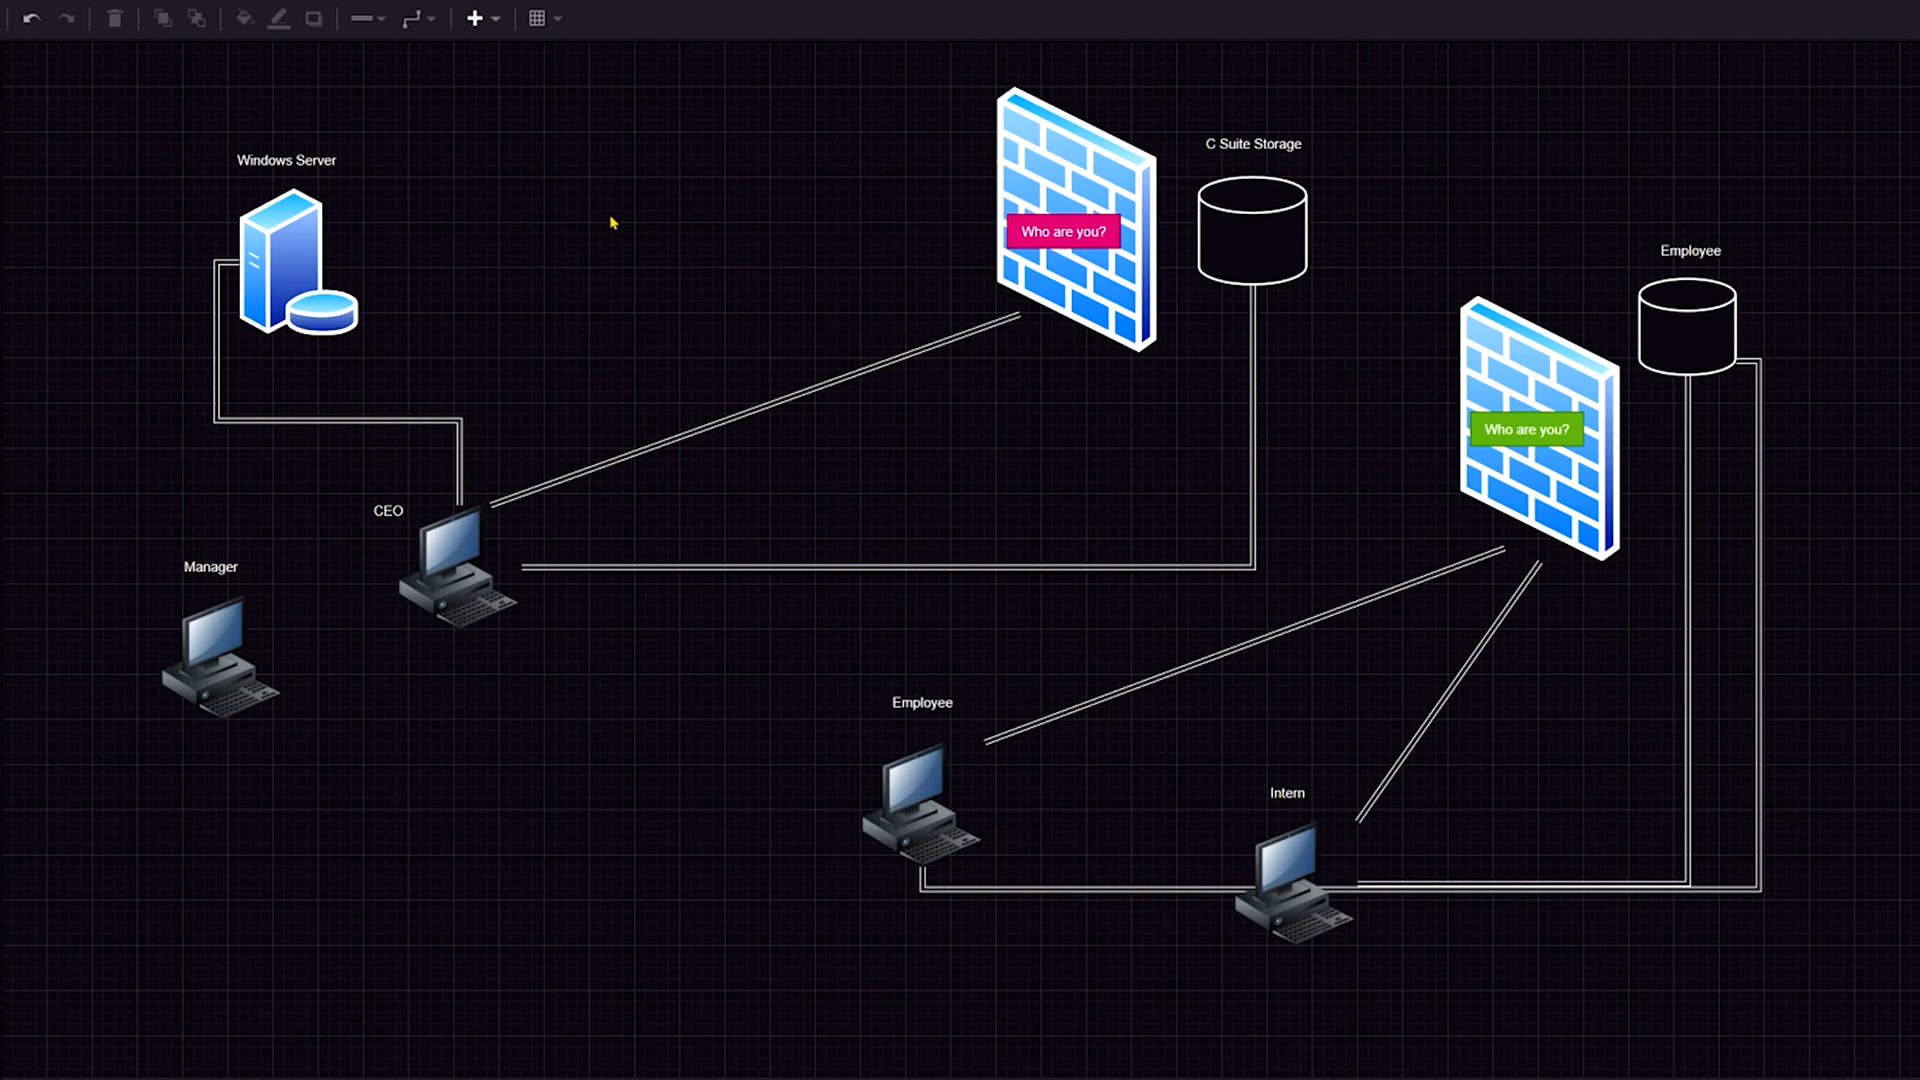 C Suite Storage
Windows Server
Who are you?
Employee
Who are you?
CEO
Manager
Employee
Intern